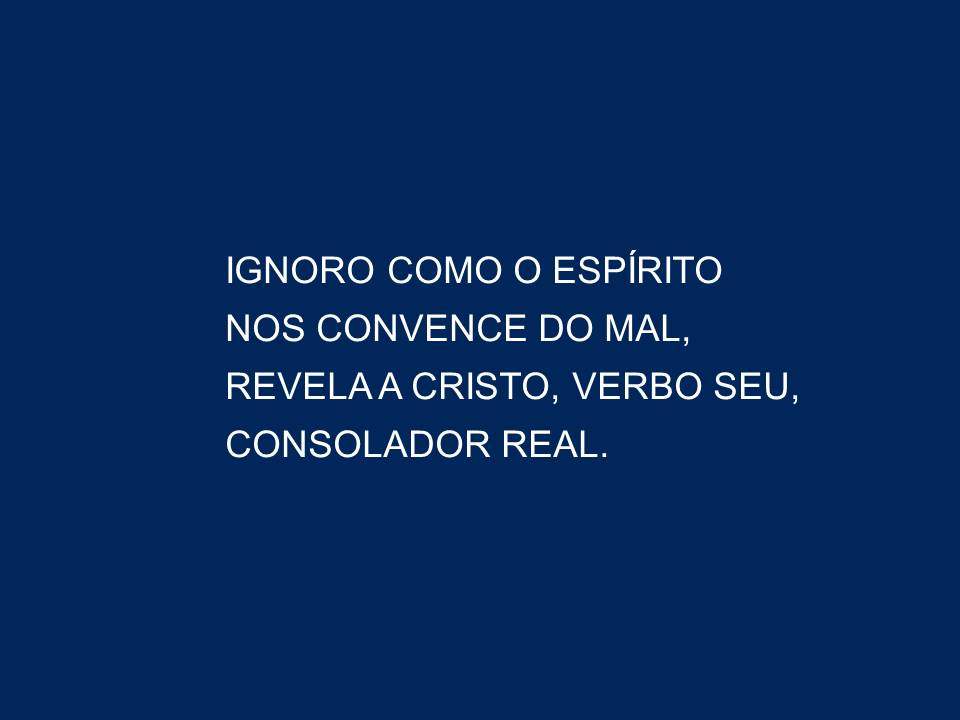 IGNORO COMO O ESPÍRITO
NOS CONVENCE DO MAL,
REVELA A CRISTO, VERBO SEU,
CONSOLADOR REAL.